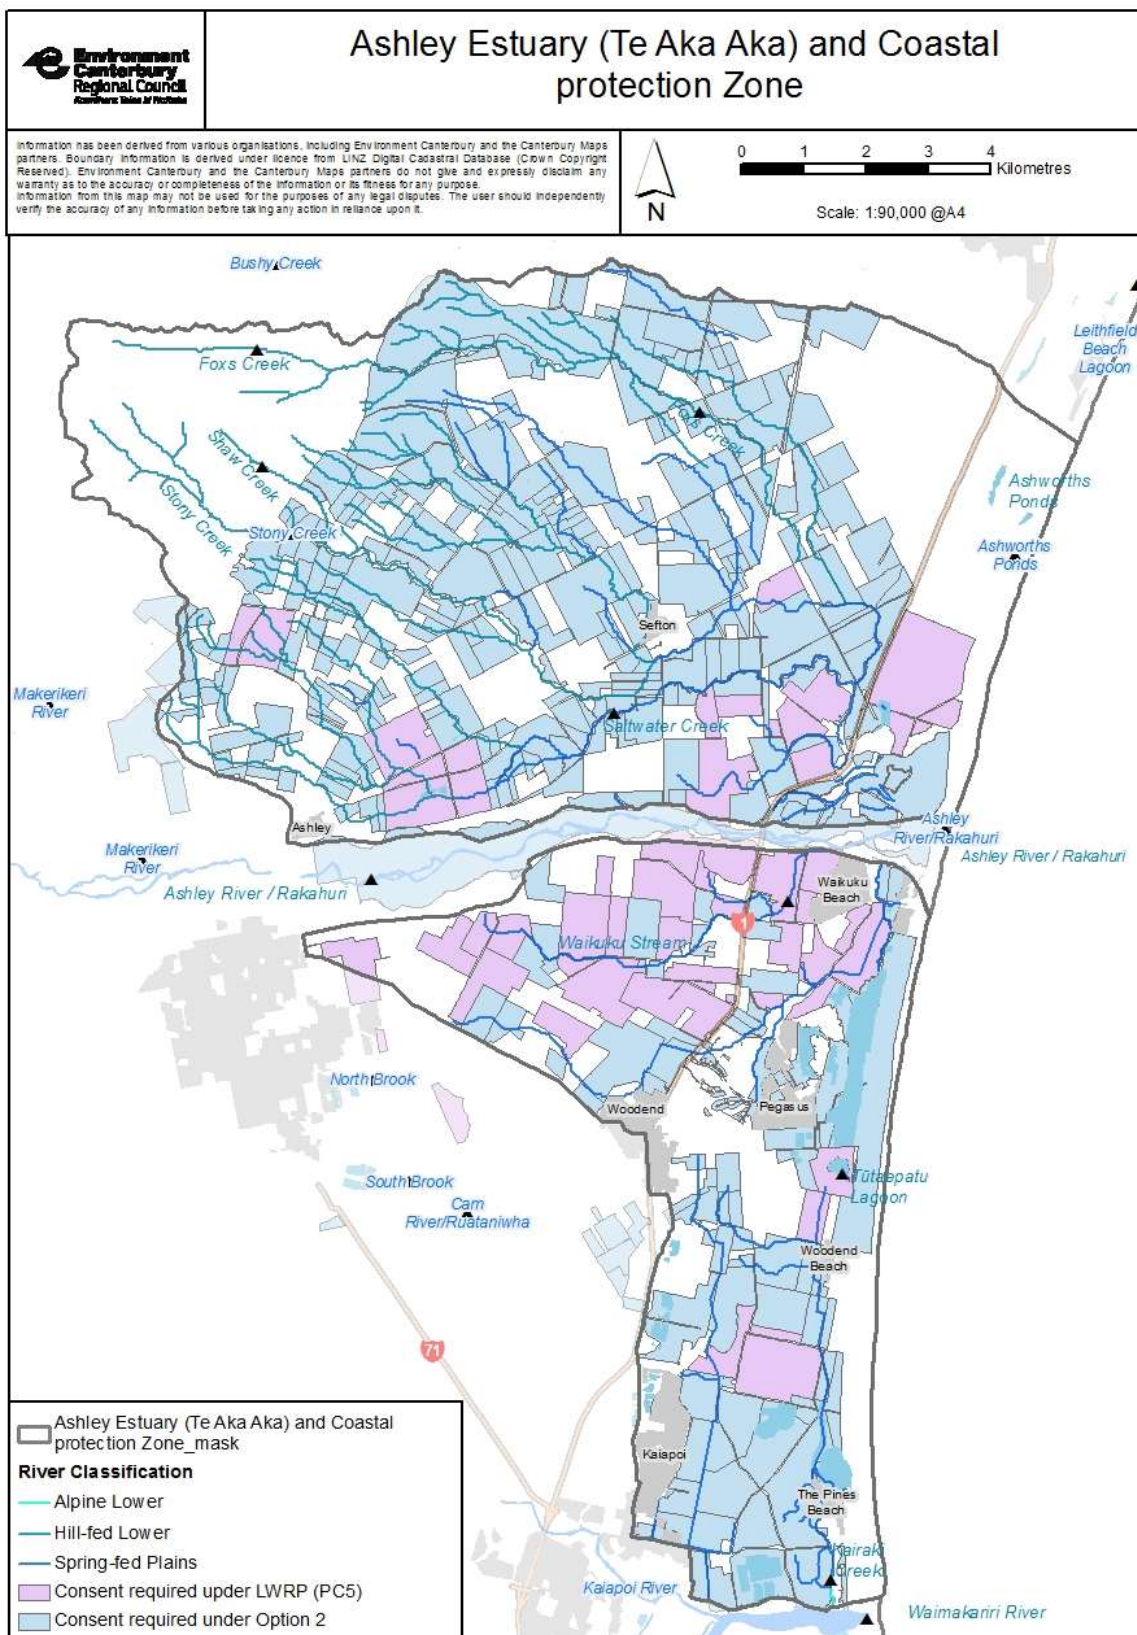 Environment
Canterbury
Regional Council
Kaunihera Taiao ki Waitaha
Ashley Estuary (Te Aka Aka) and Coastal
protection Zone
Information has been derived from various organisations, including Environment Canterbury and the Canterbury Maps
partners. Boundary information is derived under licence from LINZ Digital Cadastral Database (Crown Copyright
Reserved). Environment Canterbury and the Canterbury Maps partners do not give and expressly disclaim any
warranty as to the accuracy or completeness of the information or its fitness for any purpose.
Information from this map may not be used for the purposes of any legal disputes. The user should independently
verify the accuracy of any information before taking any action in reliance upon it.
N
0 1 2 3 4
Kilometres
Scale: 1:90,000 @A4
Bushy Creek
Leithfield
Beach
Lagoon
Foxs Creek
Foxs Creek
Shaw Creek
Stony Creek
Stony Creek
Ashworths
Ponds
Ashworths
Ponds
Sefton
Makerikeri
River
Saltwater Creek
Ashley
Ashley
River/Rakahuri
Makerikeri
River
Ashley River / Rakahuri
Ashley River / Rakahuri
Waikuku
Beach
1
Waikuku Stream
North Brook
Woodend
Pegasus
South Brook
Cam
River/Ruataniwha
Tūtaepatu
Lagoon
Woodend
Beach
71
Kaiapoi
The Pines
Beach
Kairaki
Creek
Kaiapoi River
Waimakariri River
Ashley Estuary (Te Aka Aka) and Coastal
protection Zone_mask
River Classification
Alpine Lower
Hill-fed Lower
Spring-fed Plains
Consent required upder LWRP (PC5)
Consent required under Option 2